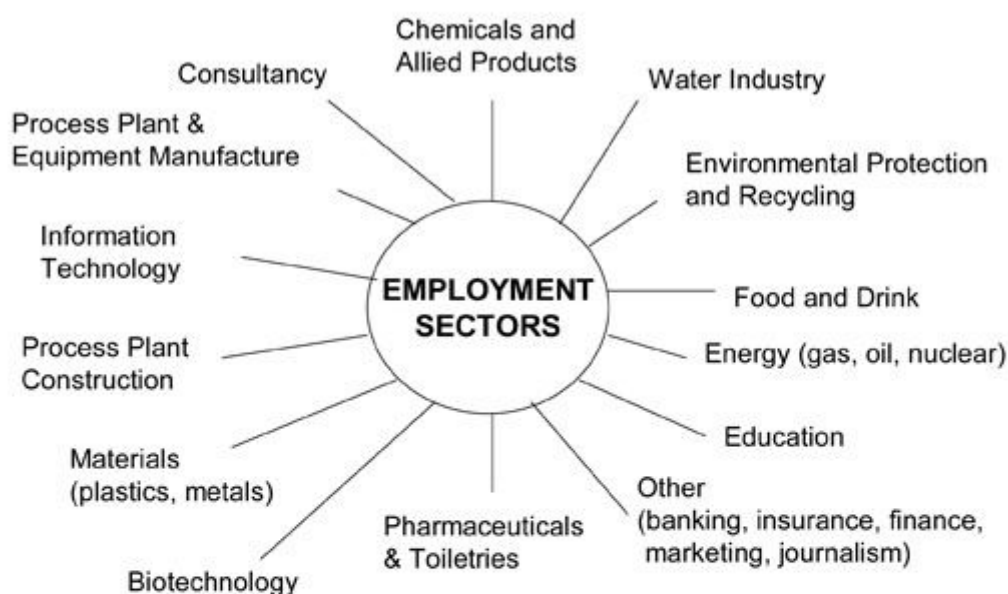 Chemicals and
Allied Products
Consultancy
Water Industry
Process Plant &
Equipment Manufacture
Environmental Protection
and Recycling
Information
Technology
EMPLOYMENT
SECTORS
Food and Drink
Process Plant
Construction
Energy (gas, oil, nuclear)
Education
Materials
(plastics, metals)
Other
(banking, insurance, finance,
marketing, journalism)
Pharmaceuticals
& Toiletries
Biotechnology